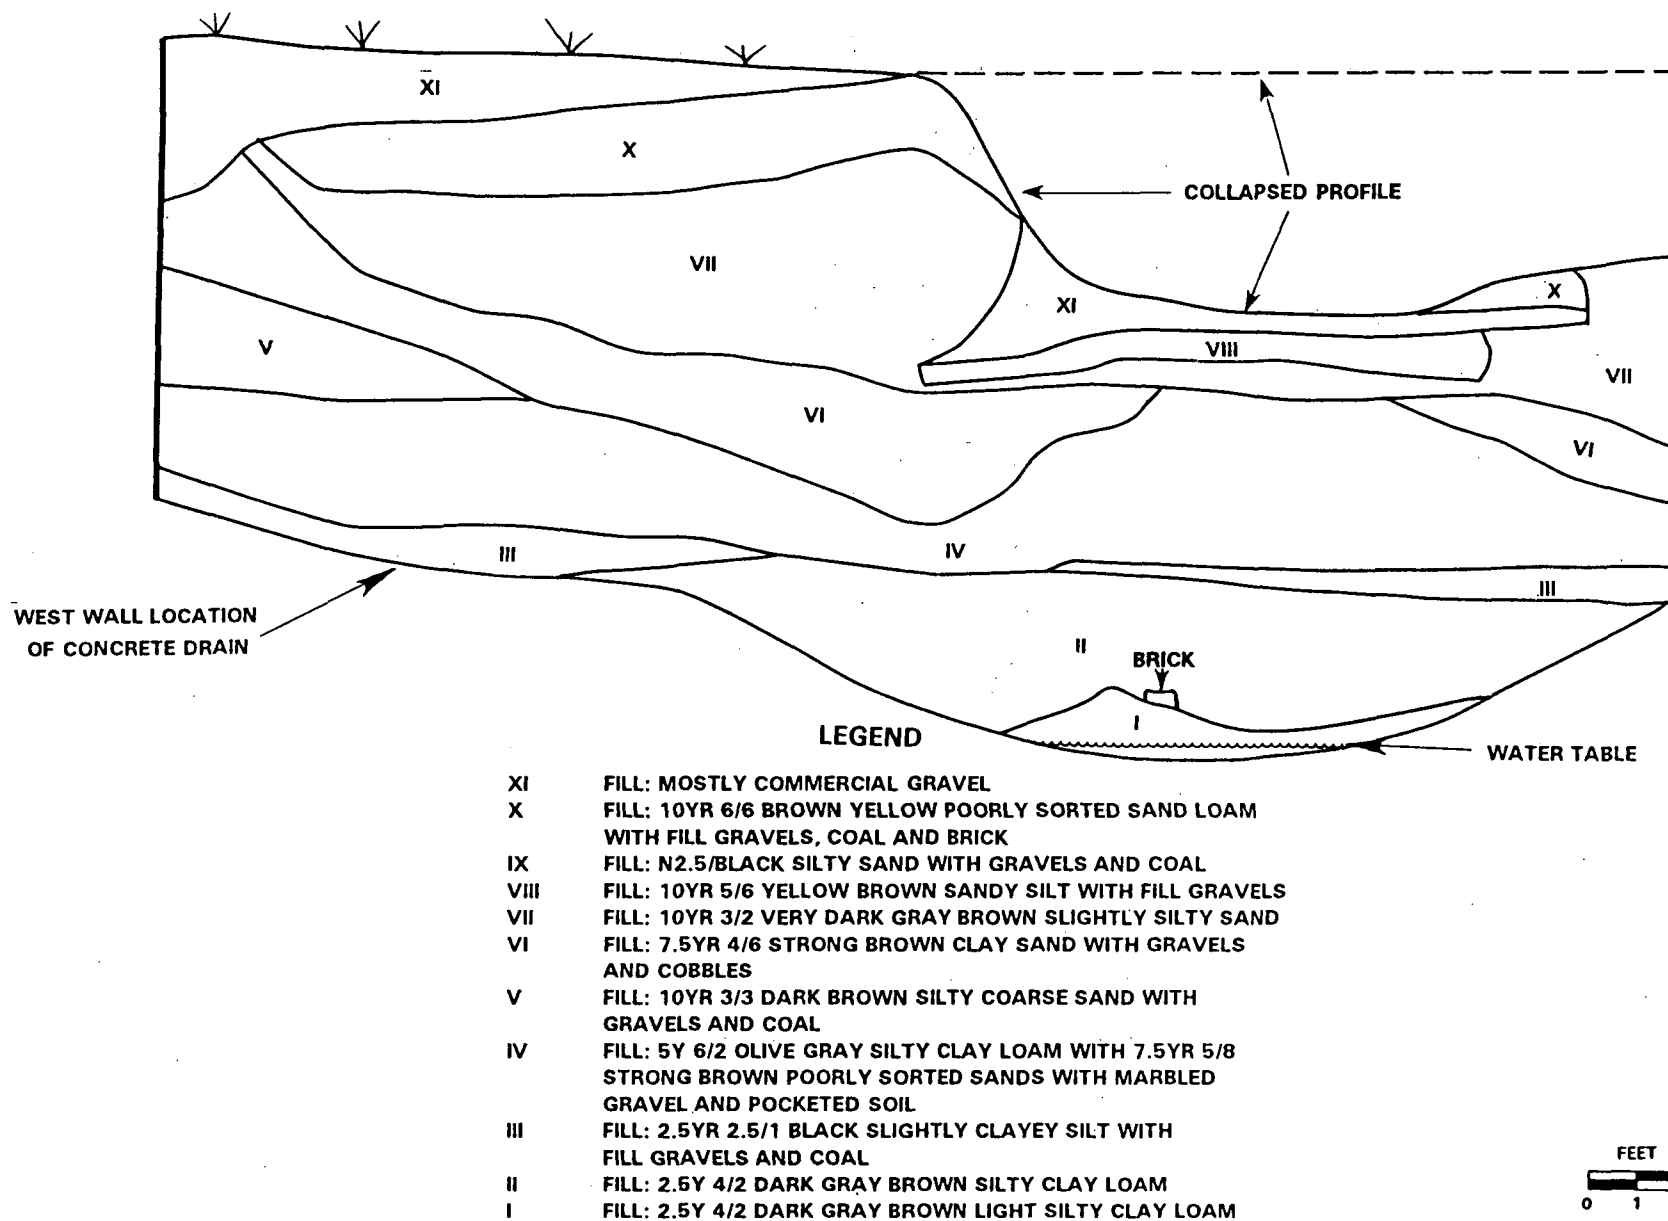 XI
X
COLLAPSED PROFILE
VII
XI
X
V
VIII
VII
VI
VI
III
IV
III
WEST WALL LOCATION
OF CONCRETE DRAIN
II
BRICK
I
WATER TABLE
LEGEND
XI FILL: MOSTLY COMMERCIAL GRAVEL
X FILL: 10YR 6/6 BROWN YELLOW POORLY SORTED SAND LOAM
WITH FILL GRAVELS, COAL AND BRICK
IX FILL: N2.5/BLACK SILTY SAND WITH GRAVELS AND COAL
VIII FILL: 10YR 5/6 YELLOW BROWN SANDY SILT WITH FILL GRAVELS
VII FILL: 10YR 3/2 VERY DARK GRAY BROWN SLIGHTLY SILTY SAND
VI FILL: 7.5YR 4/6 STRONG BROWN CLAY SAND WITH GRAVELS
AND COBBLES
V FILL: 10YR 3/3 DARK BROWN SILTY COARSE SAND WITH
GRAVELS AND COAL
IV FILL: 5Y 6/2 OLIVE GRAY SILTY CLAY LOAM WITH 7.5YR 5/8
STRONG BROWN POORLY SORTED SANDS WITH MARBLED
GRAVEL AND POCKETED SOIL
III FILL: 2.5YR 2.5/1 BLACK SLIGHTLY CLAYEY SILT WITH
FILL GRAVELS AND COAL
II FILL: 2.5Y 4/2 DARK GRAY BROWN SILTY CLAY LOAM
I FILL: 2.5Y 4/2 DARK GRAY BROWN LIGHT SILTY CLAY LOAM
FEET
0 1